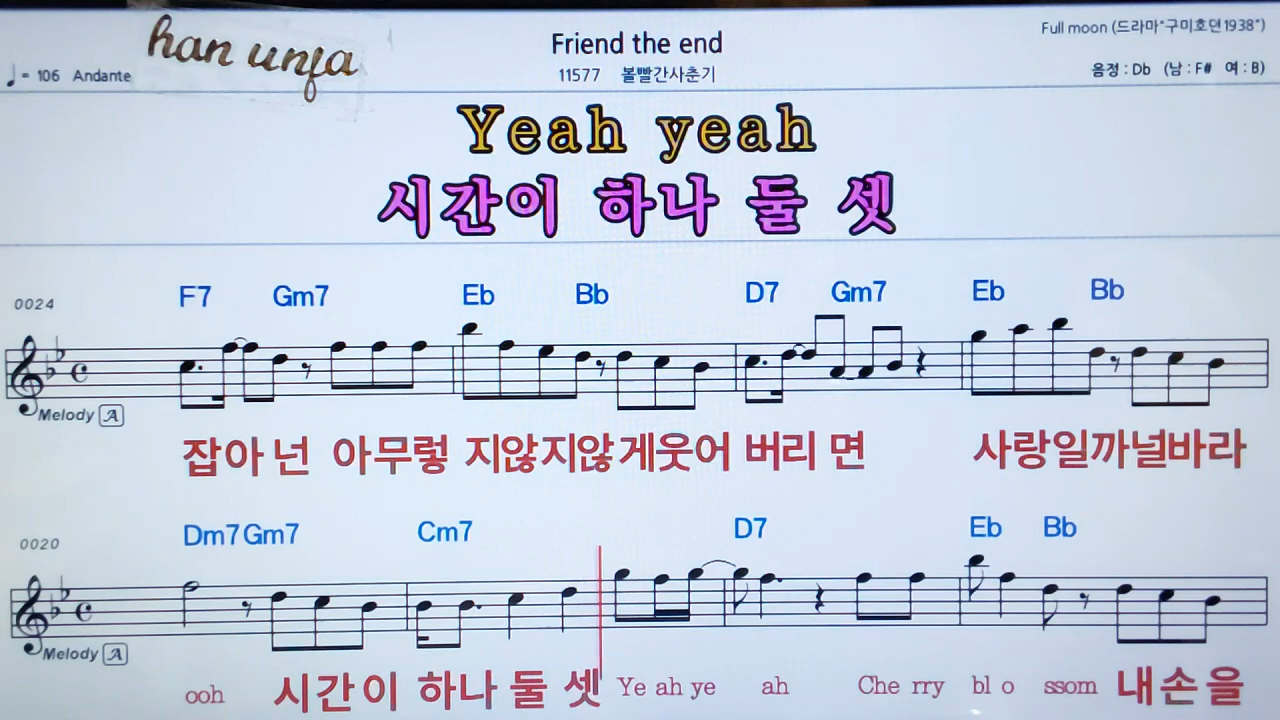 han unja
Friend the end
Full moon (드라마"구미호뎐1938")
♩= 106 Andante
11577 볼빨간사춘기
음정 : Db (남 : F# 여 : B)
Yeah yeah
시간이 하나 둘 셋
0024
F7 Gm7 Eb Bb D7 Gm7 Eb Bb
Melody A
잡아 넌 아무렇 지않지않게웃어 버리 면 사랑일까널바라
0020
Dm7 Gm7 Cm7 D7 Eb Bb
Melody A
ooh 시간이 하나 둘 셋 Ye ah ye ah Che rry bl o ssom 내손을